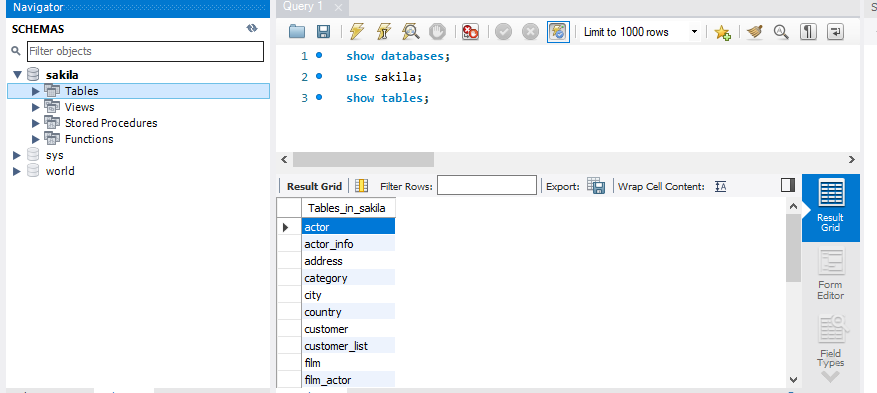 Navigator
SCHEMAS
Filter objects
sakila
Tables
Views
Stored Procedures
Functions
sys
world
Query 1
Limit to 1000 rows
1 show databases;
2 use sakila;
3 show tables;
Result Grid Filter Rows: Export: Wrap Cell Content:
Tables_in_sakila
actor
actor_info
address
category
city
country
customer
customer_list
film
film_actor
Result
Grid
Form
Editor
Field
Types
S